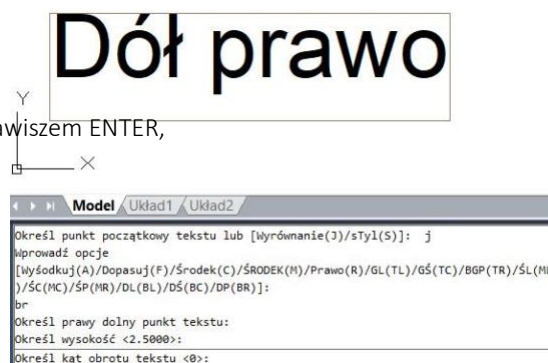 Dół prawo
Y
awiszem ENTER,
X
Model Układ1 Układ2
Określ punkt początkowy tekstu lub [Wyrównanie(J)/sTyl(S)]: j
Wprowadź opcje
[Wyśodkuj(A)/Dopasuj(F)/Środek(C)/ŚRODEK(M)/Prawo(R)/GL(TL)/GŚ(TC)/BGP(TR)/ŚL(ML
)/ŚC(MC)/ŚP(MR)/DL(BL)/DŚ(BC)/DP(BR)]:
br
Określ prawy dolny punkt tekstu:
Określ wysokość <2.5000>:
Określ kąt obrotu tekstu <0>: